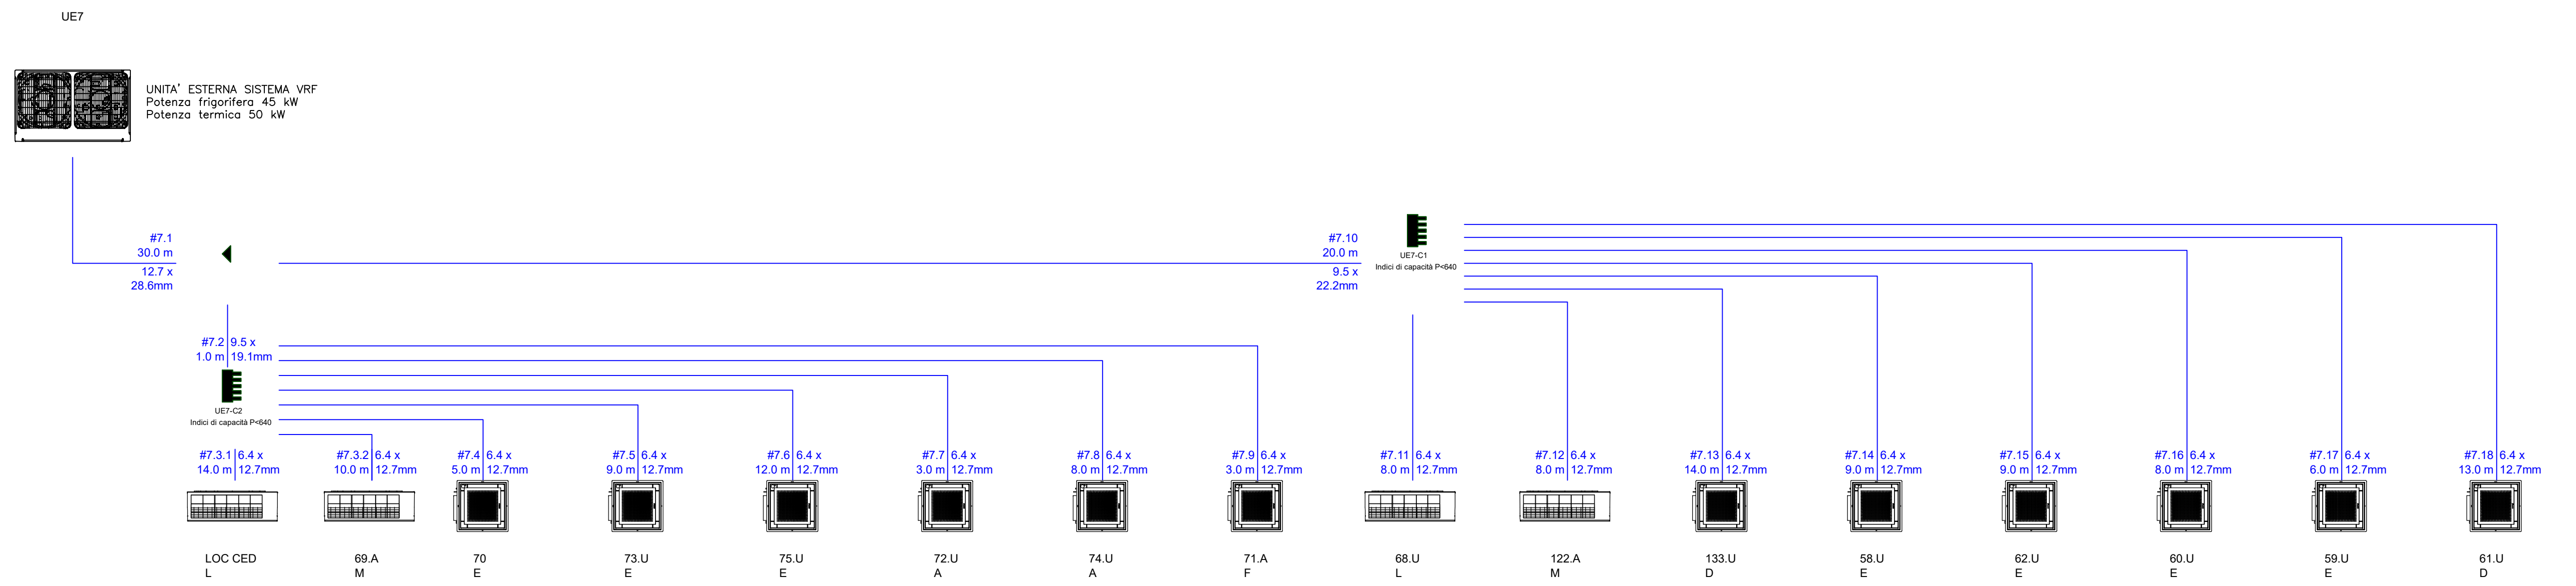 UE7
UNITA' ESTERNA SISTEMA VRF
Potenza frigorifera 45 kW
Potenza termica 50 kW
#7.1
30.0 m
12.7 x
28.6mm
#7.10
20.0 m
9.5 x
22.2mm
UE7-C1
Indici di capacità P<640
#7.2 9.5 x
1.0 m 19.1mm
UE7-C2
Indici di capacità P<640
#7.3.1 6.4 x
14.0 m 12.7mm
LOC CED
L
#7.3.2 6.4 x
10.0 m 12.7mm
69.A
M
#7.4 6.4 x
5.0 m 12.7mm
70
E
#7.5 6.4 x
9.0 m 12.7mm
73.U
E
#7.6 6.4 x
12.0 m 12.7mm
75.U
E
#7.7 6.4 x
3.0 m 12.7mm
72.U
A
#7.8 6.4 x
8.0 m 12.7mm
74.U
A
#7.9 6.4 x
3.0 m 12.7mm
71.A
F
#7.11 6.4 x
8.0 m 12.7mm
68.U
L
#7.12 6.4 x
8.0 m 12.7mm
122.A
M
#7.13 6.4 x
14.0 m 12.7mm
133.U
D
#7.14 6.4 x
9.0 m 12.7mm
58.U
E
#7.15 6.4 x
9.0 m 12.7mm
62.U
E
#7.16 6.4 x
8.0 m 12.7mm
60.U
E
#7.17 6.4 x
6.0 m 12.7mm
59.U
E
#7.18 6.4 x
13.0 m 12.7mm
61.U
D